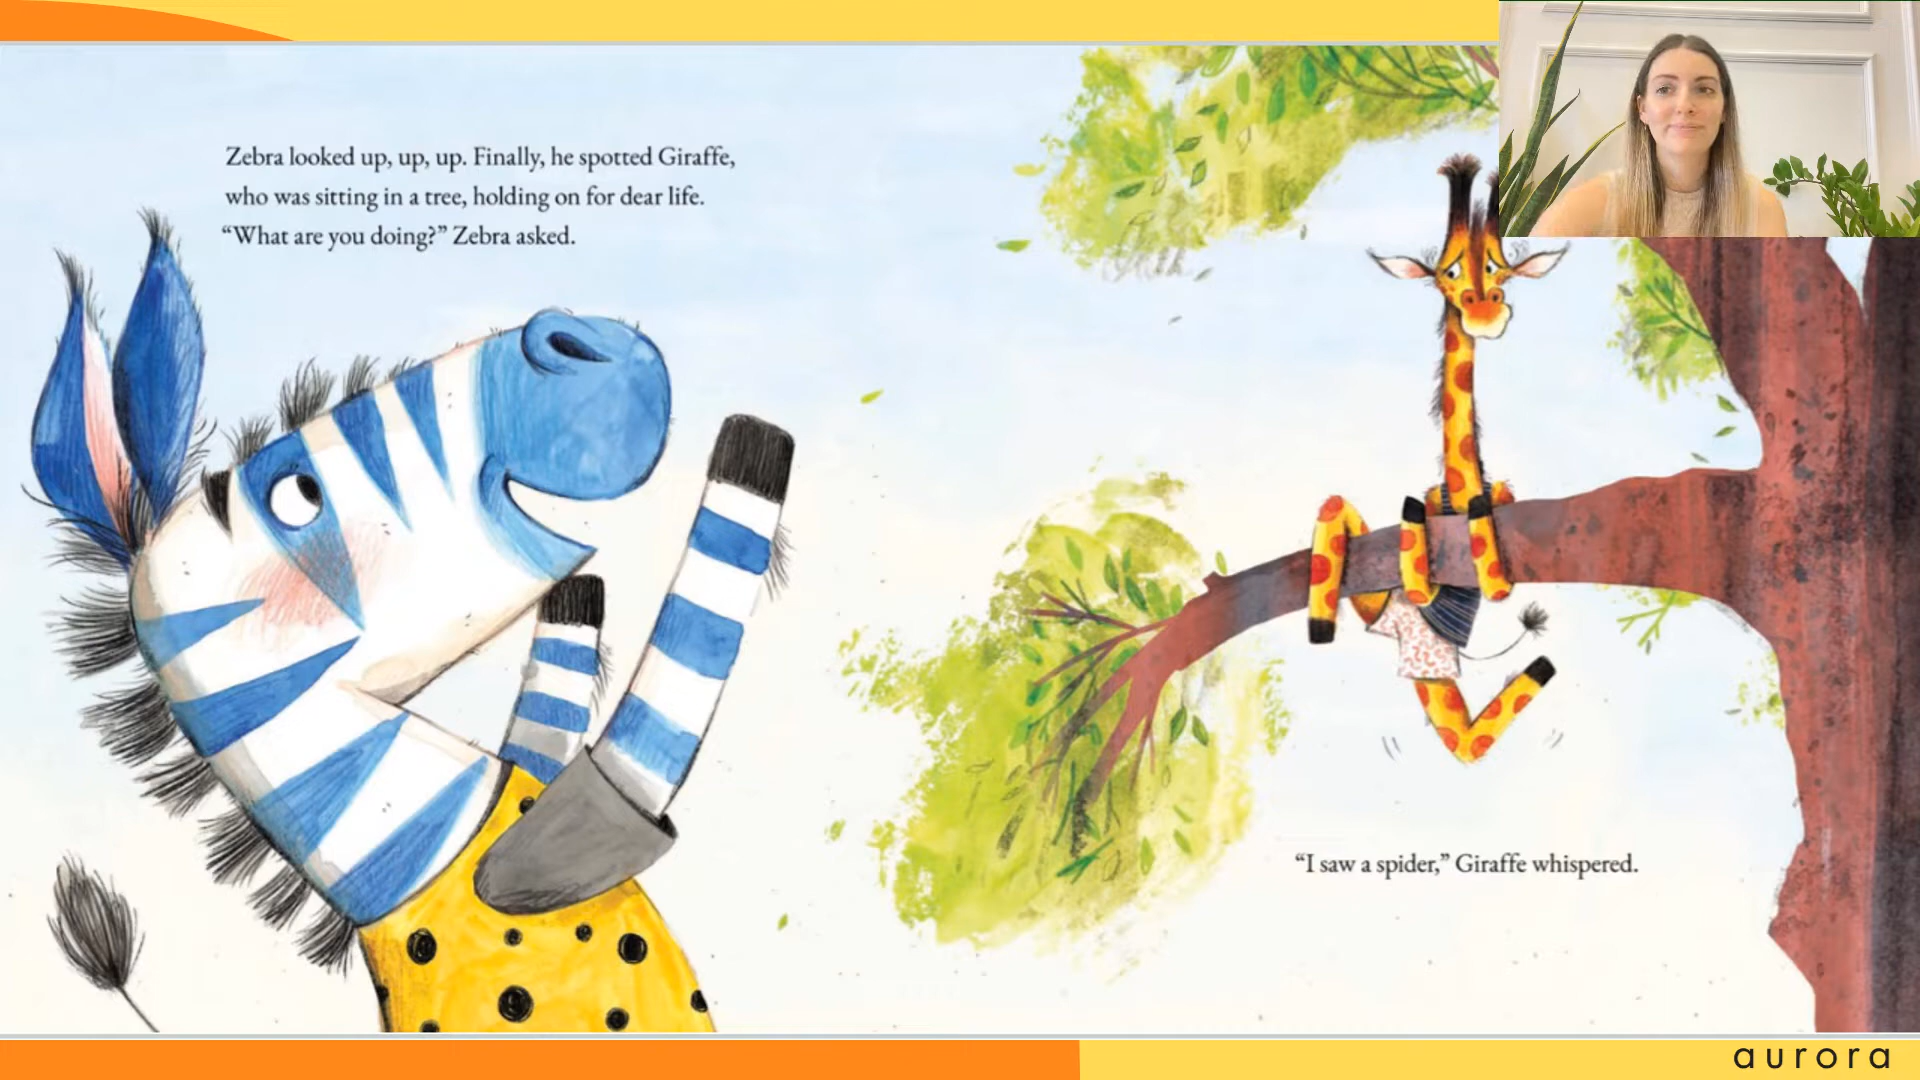 Zebra looked up, up, up. Finally, he spotted Giraffe,
who was sitting in a tree, holding on for dear life.
“What are you doing?” Zebra asked.
“I saw a spider,” Giraffe whispered.
aurora